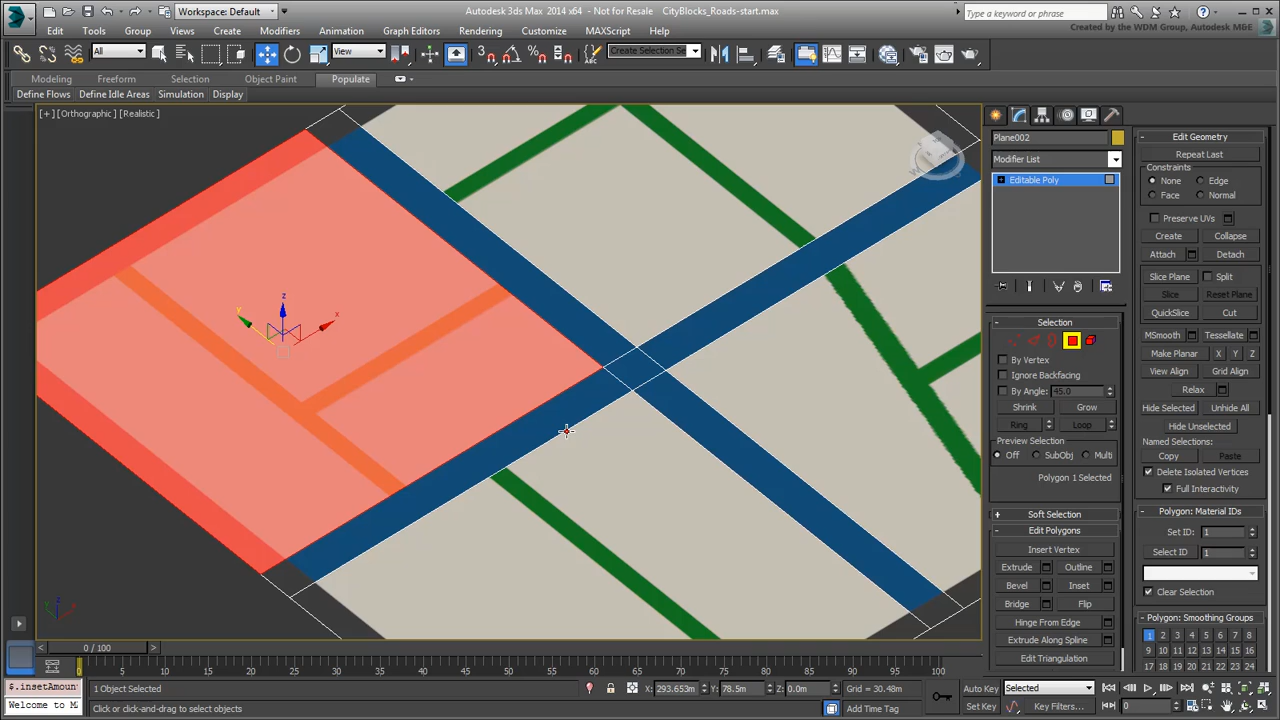 Workspace: Default
Autodesk 3ds Max 2014 x64 - Not for Resale CityBlocks_Roads-start.max
Type a keyword or phrase
Edit Tools Group Views Create Modifiers Animation Graph Editors Rendering Customize MAXScript Help
Created by the WDM Group, Autodesk M&E
All View Create Selection Se
Modeling Freeform Selection Object Paint Populate
Define Flows Define Idle Areas Simulation Display
[+] [Orthographic] [Realistic]
Plane002
Modifier List
Editable Poly
Selection
By Vertex
Ignore Backfacing
By Angle: 45.0
Shrink Grow
Ring Loop
Preview Selection
Off SubObj Multi
Polygon 1 Selected
Soft Selection
Edit Polygons
Insert Vertex
Extrude Outline
Bevel Inset
Bridge Flip
Hinge From Edge
Extrude Along Spline
Edit Triangulation
Edit Geometry
Repeat Last
Constraints
None Edge
Face Normal
Preserve UVs
Create Collapse
Attach Detach
Slice Plane Split
Slice Reset Plane
QuickSlice Cut
MSmooth Tessellate
Make Planar X Y Z
View Align Grid Align
Relax
Hide Selected Unhide All
Hide Unselected
Named Selections:
Copy Paste
Delete Isolated Vertices
Full Interactivity
Polygon: Material IDs
Set ID: 1
Select ID 1
Clear Selection
Polygon: Smoothing Groups
1 2 3 4 5 6 7 8
9 10 11 12 13 14 15 16
17 18 19 20 21 22 23 24
z
y
x
0 / 100
0 5 10 15 20 25 30 35 40 45 50 55 60 65 70 75 80 85 90 95 100
$.insetAmoun 1 Object Selected X: 293.653m Y: 78.5m Z: 0.0m Grid = 30.48m Auto Key Selected
Welcome to MA Click or click-and-drag to select objects Add Time Tag Set Key Key Filters... 0